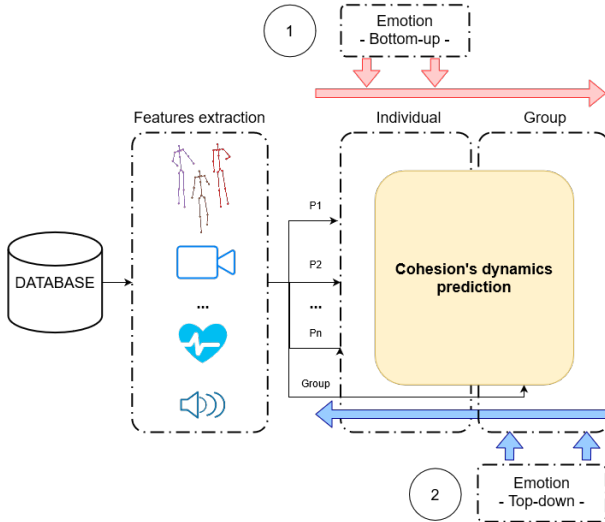 1
Emotion
- Bottom-up -
Features extraction
Individual
Group
P1
P2
...
Pn
Group
DATABASE
...
Cohesion's dynamics
prediction
2
Emotion
- Top-down -